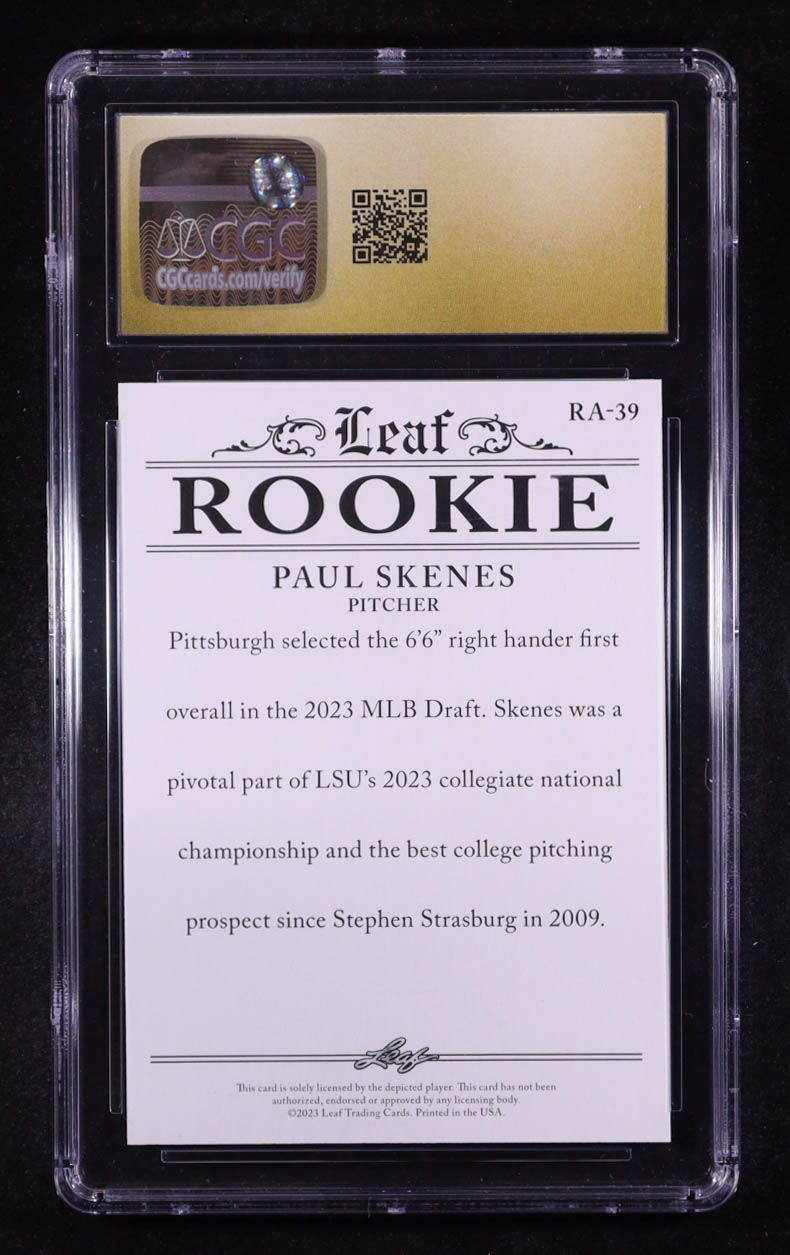 CGC
CGCcards.com/verify
RA-39
Leaf
ROOKIE
PAUL SKENES
PITCHER
Pittsburgh selected the 6’6” right hander first
overall in the 2023 MLB Draft. Skenes was a
pivotal part of LSU’s 2023 collegiate national
championship and the best college pitching
prospect since Stephen Strasburg in 2009.
Leaf
This card is solely licensed by the depicted player. This card has not been
authorized, endorsed or approved by any licensing body.
©2023 Leaf Trading Cards. Printed in the USA.